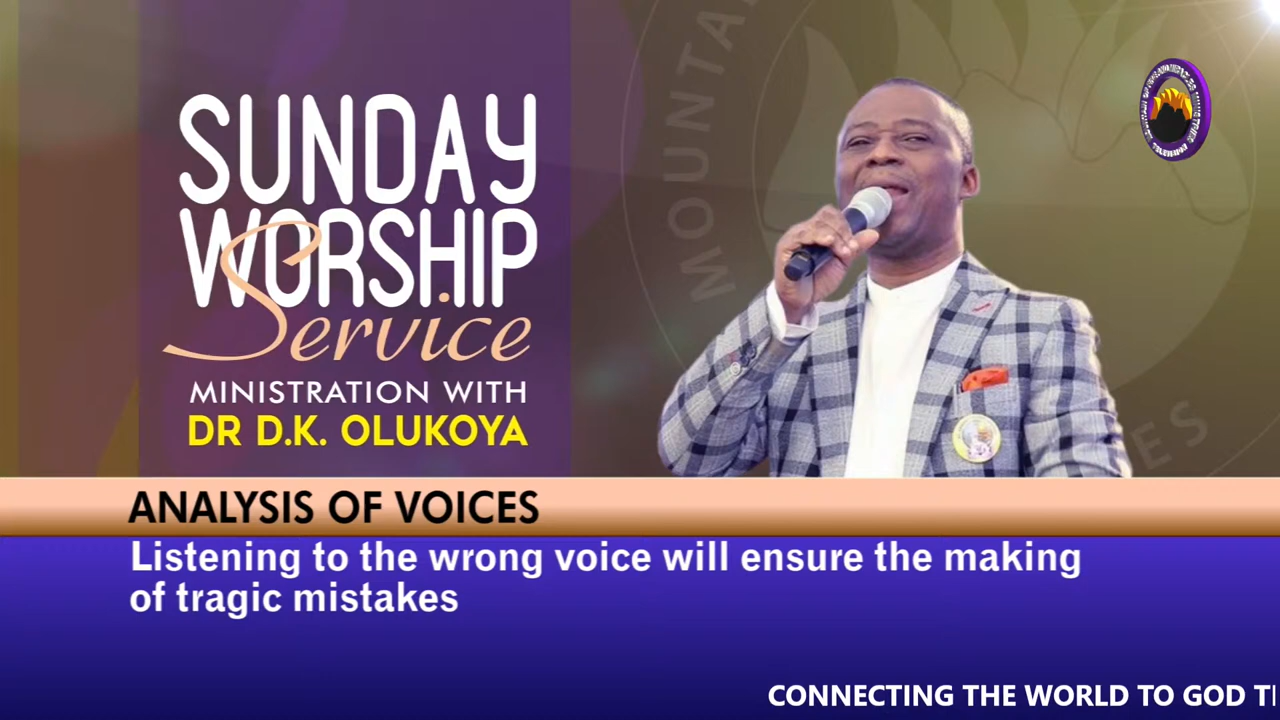 SUNDAY
WORSHIP
Service
MINISTRATION WITH
DR D.K. OLUKOYA
ANALYSIS OF VOICES
Listening to the wrong voice will ensure the making
of tragic mistakes
CONNECTING THE WORLD TO GOD